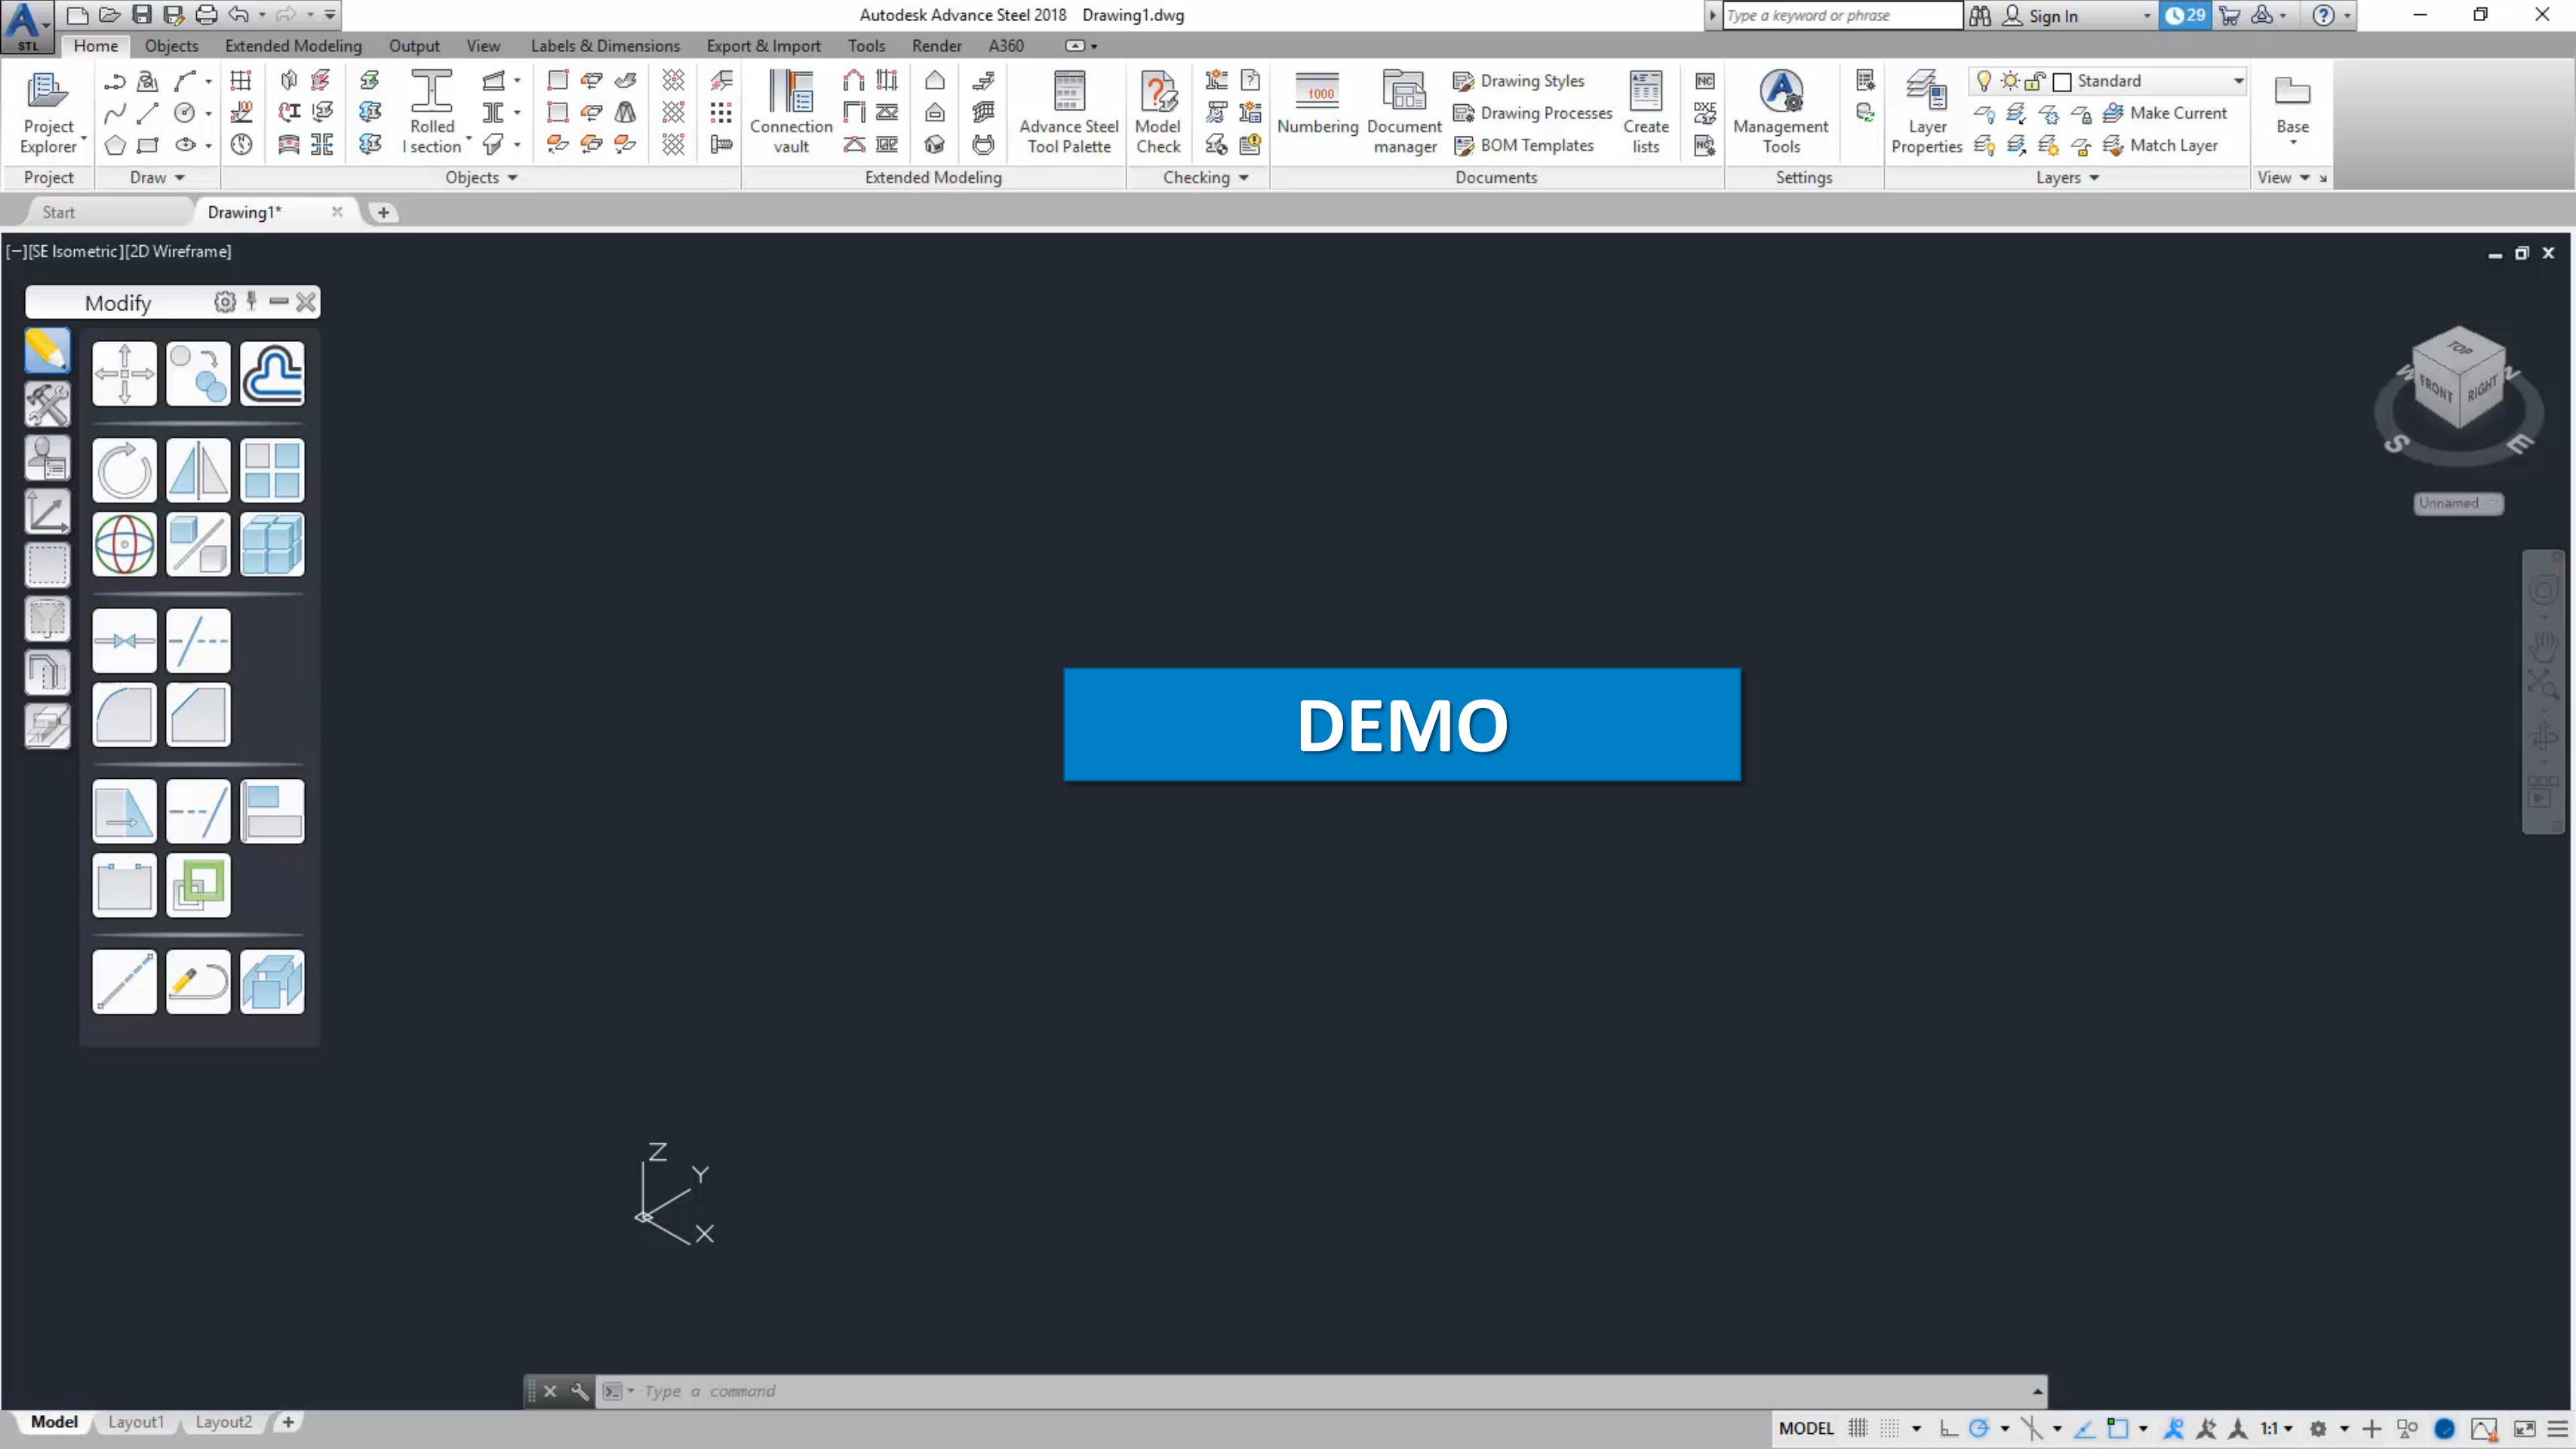 Autodesk Advance Steel 2018 Drawing1.dwg
Type a keyword or phrase
Sign In
29
STL
Home Objects Extended Modeling Output View Labels & Dimensions Export & Import Tools Render A360
Project
Explorer
Rolled
I section
Connection
vault
Advance Steel
Tool Palette
Model
Check
1000
Numbering
Document
manager
Drawing Styles
Drawing Processes
BOM Templates
Create
lists
NC
DXF
NC
Management
Tools
Layer
Properties
Standard
Make Current
Match Layer
Base
Project Draw Objects Extended Modeling Checking Documents Settings Layers View
Start Drawing1*
[−][SE Isometric][2D Wireframe]
Modify
TOP
FRONT RIGHT
W N
S E
Unnamed
DEMO
Z
Y
X
Type a command
Model Layout1 Layout2
MODEL 1:1